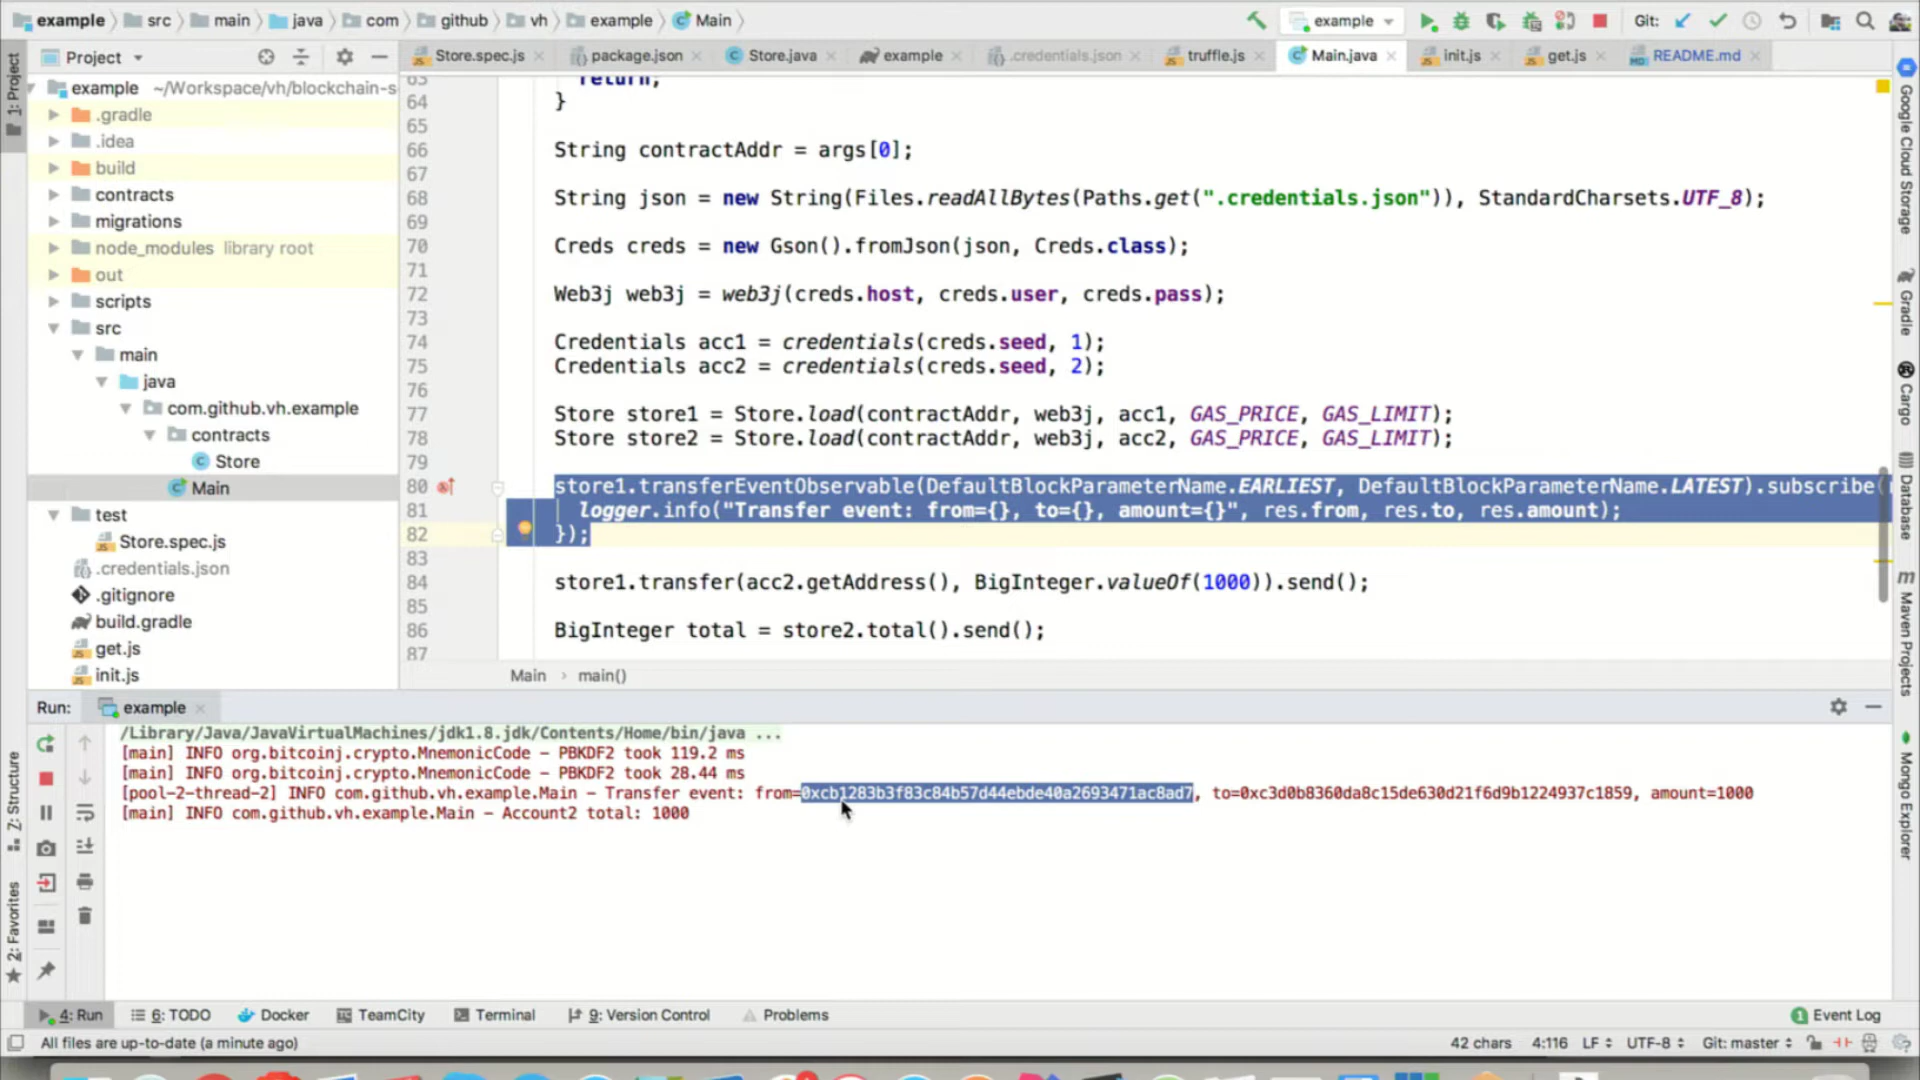 example src main java com github vh example Main
example Git:
1: Project
Project
Store.spec.js package.json Store.java example .credentials.json truffle.js Main.java init.js get.js README.md
example ~/Workspace/vh/blockchain-s
.gradle
.idea
build
contracts
migrations
node_modules library root
out
scripts
src
main
java
com.github.vh.example
contracts
Store
Main
test
Store.spec.js
.credentials.json
.gitignore
build.gradle
get.js
init.js
63 return;
64 }
65
66 String contractAddr = args[0];
67
68 String json = new String(Files.readAllBytes(Paths.get(".credentials.json")), StandardCharsets.UTF_8);
69
70 Creds creds = new Gson().fromJson(json, Creds.class);
71
72 Web3j web3j = web3j(creds.host, creds.user, creds.pass);
73
74 Credentials acc1 = credentials(creds.seed, 1);
75 Credentials acc2 = credentials(creds.seed, 2);
76
77 Store store1 = Store.load(contractAddr, web3j, acc1, GAS_PRICE, GAS_LIMIT);
78 Store store2 = Store.load(contractAddr, web3j, acc2, GAS_PRICE, GAS_LIMIT);
79
80 store1.transferEventObservable(DefaultBlockParameterName.EARLIEST, DefaultBlockParameterName.LATEST).subscribe(
81 logger.info("Transfer event: from={}, to={}, amount={}", res.from, res.to, res.amount);
82 });
83
84 store1.transfer(acc2.getAddress(), BigInteger.valueOf(1000)).send();
85
86 BigInteger total = store2.total().send();
87
Main › main()
Google Cloud Storage
Gradle
Cargo
Database
m Maven Projects
Mongo Explorer
Run: example
/Library/Java/JavaVirtualMachines/jdk1.8.jdk/Contents/Home/bin/java ...
[main] INFO org.bitcoinj.crypto.MnemonicCode – PBKDF2 took 119.2 ms
[main] INFO org.bitcoinj.crypto.MnemonicCode – PBKDF2 took 28.44 ms
[pool-2-thread-2] INFO com.github.vh.example.Main – Transfer event: from=0xcb1283b3f83c84b57d44ebde40a2693471ac8ad7, to=0xc3d0b8360da8c15de630d21f6d9b1224937c1859, amount=1000
[main] INFO com.github.vh.example.Main – Account2 total: 1000
Z: Structure
2: Favorites
4: Run 6: TODO Docker TeamCity Terminal 9: Version Control Problems 1 Event Log
All files are up-to-date (a minute ago) 42 chars 4:116 LF UTF-8 Git: master